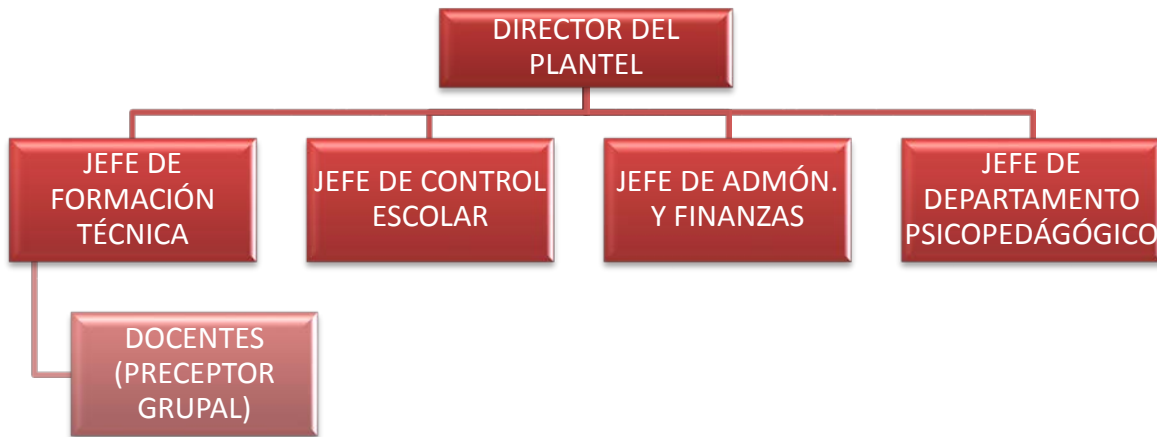 DIRECTOR DEL
PLANTEL
JEFE DE
FORMACIÓN
TÉCNICA
JEFE DE CONTROL
ESCOLAR
JEFE DE ADMÓN.
Y FINANZAS
JEFE DE
DEPARTAMENTO
PSICOPEDÁGÓGICO
DOCENTES
(PRECEPTOR
GRUPAL)